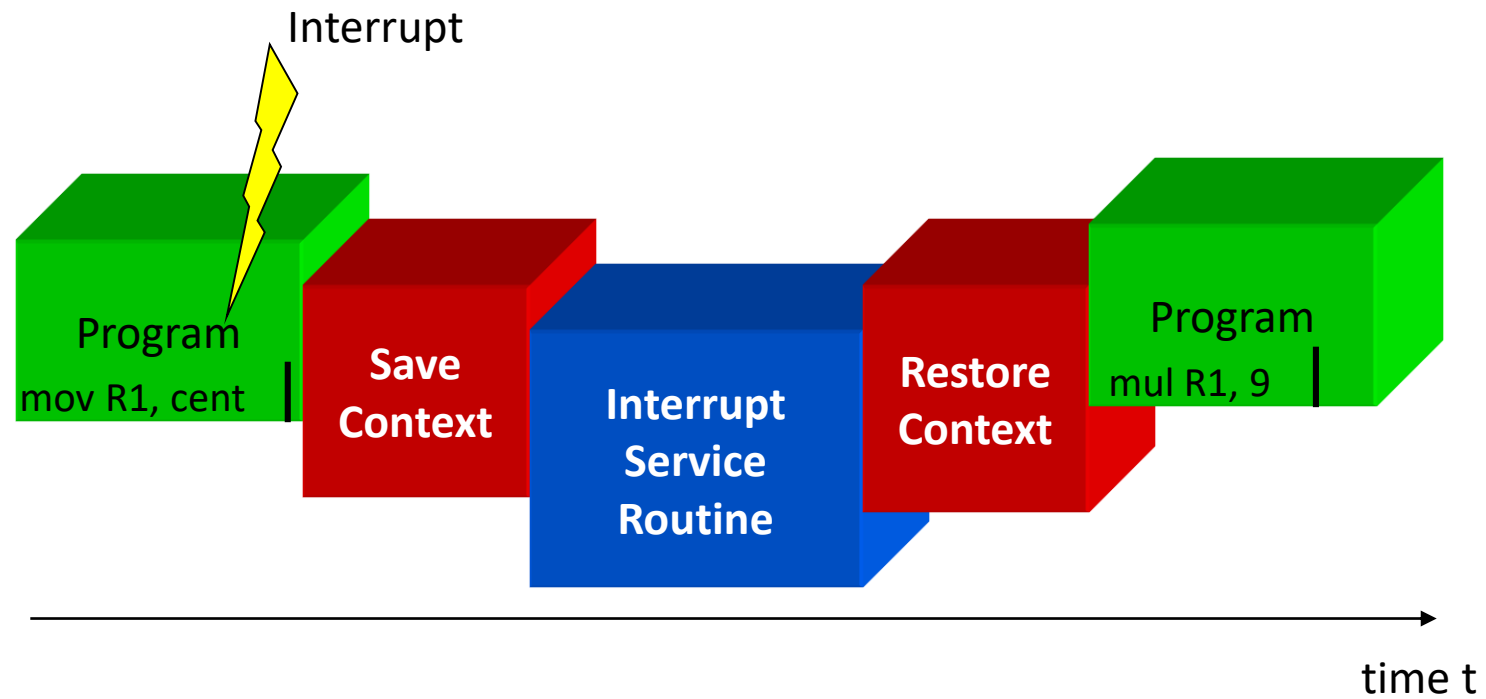 Interrupt
Program
mov R1, cent
Save
Context
Interrupt
Service
Routine
Restore
Context
Program
mul R1, 9
time t